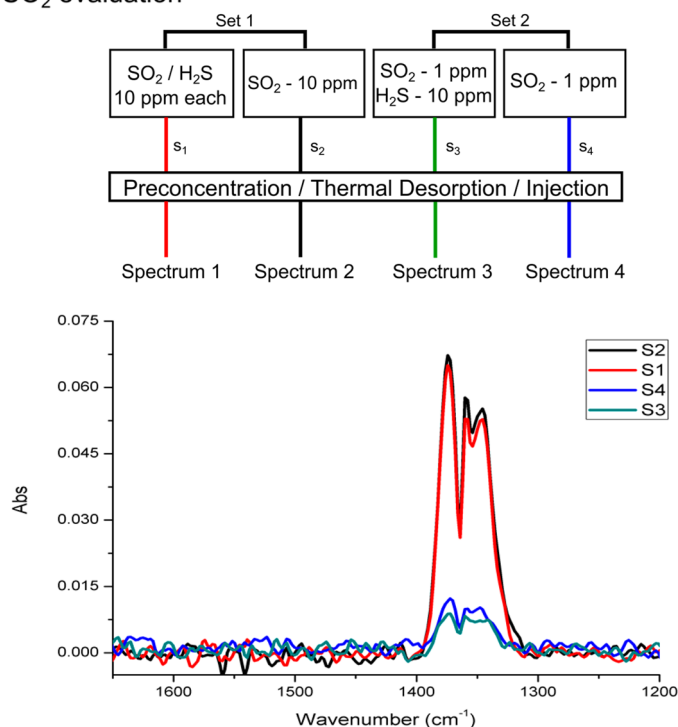 SO2 evaluation
Set 1
Set 2
SO2 / H2S
10 ppm each
SO2 - 10 ppm
SO2 - 1 ppm
H2S - 10 ppm
SO2 - 1 ppm
s1
s2
s3
s4
Preconcentration / Thermal Desorption / Injection
Spectrum 1
Spectrum 2
Spectrum 3
Spectrum 4
0.075
0.060
0.045
0.030
0.015
0.000
Abs
S2
S1
S4
S3
1600
1500
1400
1300
1200
Wavenumber (cm-1)